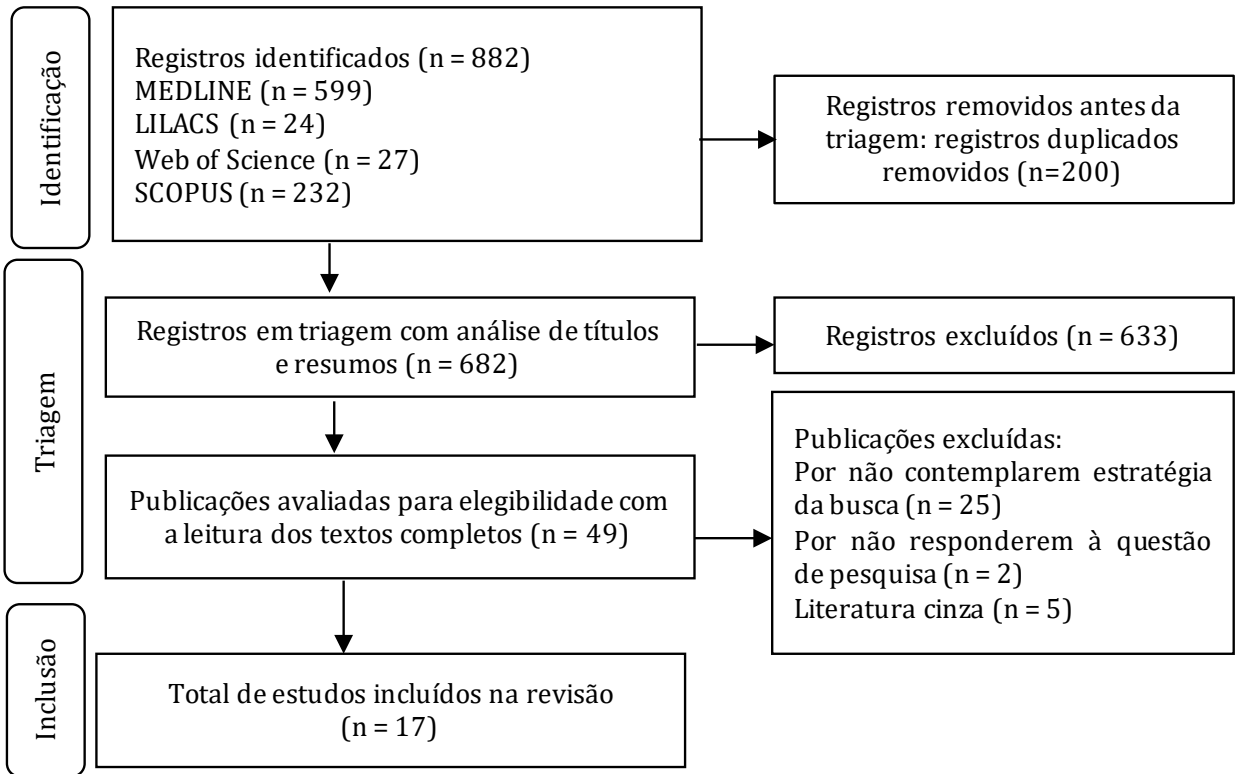 Identificação
Registros identificados (n = 882)
MEDLINE (n = 599)
LILACS (n = 24)
Web of Science (n = 27)
SCOPUS (n = 232)
Registros removidos antes da
triagem: registros duplicados
removidos (n=200)
Triagem
Registros em triagem com análise de títulos
e resumos (n = 682)
Registros excluídos (n = 633)
Publicações avaliadas para elegibilidade com
a leitura dos textos completos (n = 49)
Publicações excluídas:
Por não contemplarem estratégia
da busca (n = 25)
Por não responderem à questão
de pesquisa (n = 2)
Literatura cinza (n = 5)
Inclusão
Total de estudos incluídos na revisão
(n = 17)